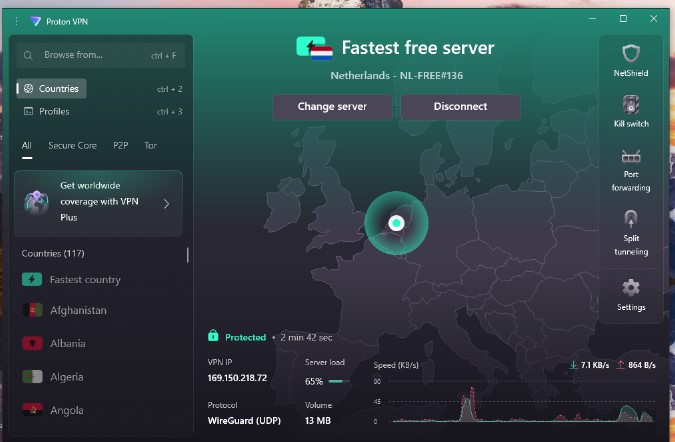 Proton VPN
Browse from...
ctrl + F
Countries
ctrl + 2
Profiles
ctrl + 3
All
Secure Core
P2P
Tor
Get worldwide
coverage with VPN
Plus
Countries (117)
Fastest country
Afghanistan
Albania
Algeria
Angola
Fastest free server
Netherlands - NL-FREE#136
Change server
Disconnect
Protected • 2 min 42 sec
VPN IP
169.150.218.72
Server load
65%
Protocol
WireGuard (UDP)
Volume
13 MB
Speed (KB/s)
7.1 KB/s
864 B/s
90
45
0
NetShield
Kill switch
Port
forwarding
Split
tunneling
Settings